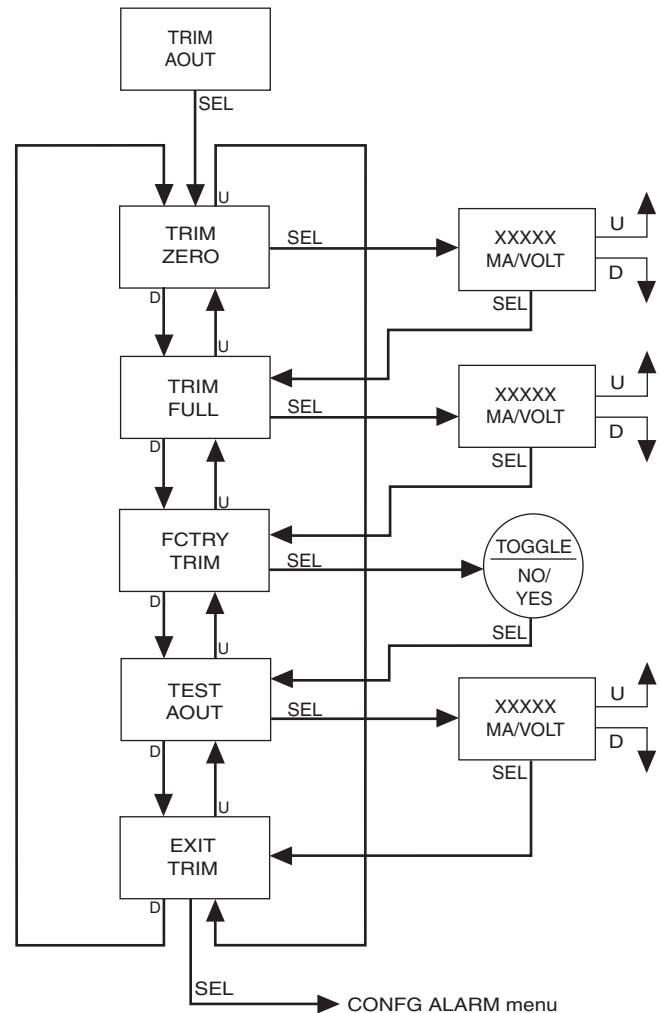 TRIM
AOUT
SEL
U
TRIM
ZERO
SEL
XXXXX
MA/VOLT
U
D
D
U
SEL
TRIM
FULL
SEL
XXXXX
MA/VOLT
U
D
D
U
SEL
FCTRY
TRIM
SEL
TOGGLE
NO/
YES
D
U
SEL
TEST
AOUT
SEL
XXXXX
MA/VOLT
U
D
D
U
SEL
EXIT
TRIM
D
SEL
CONFG ALARM menu